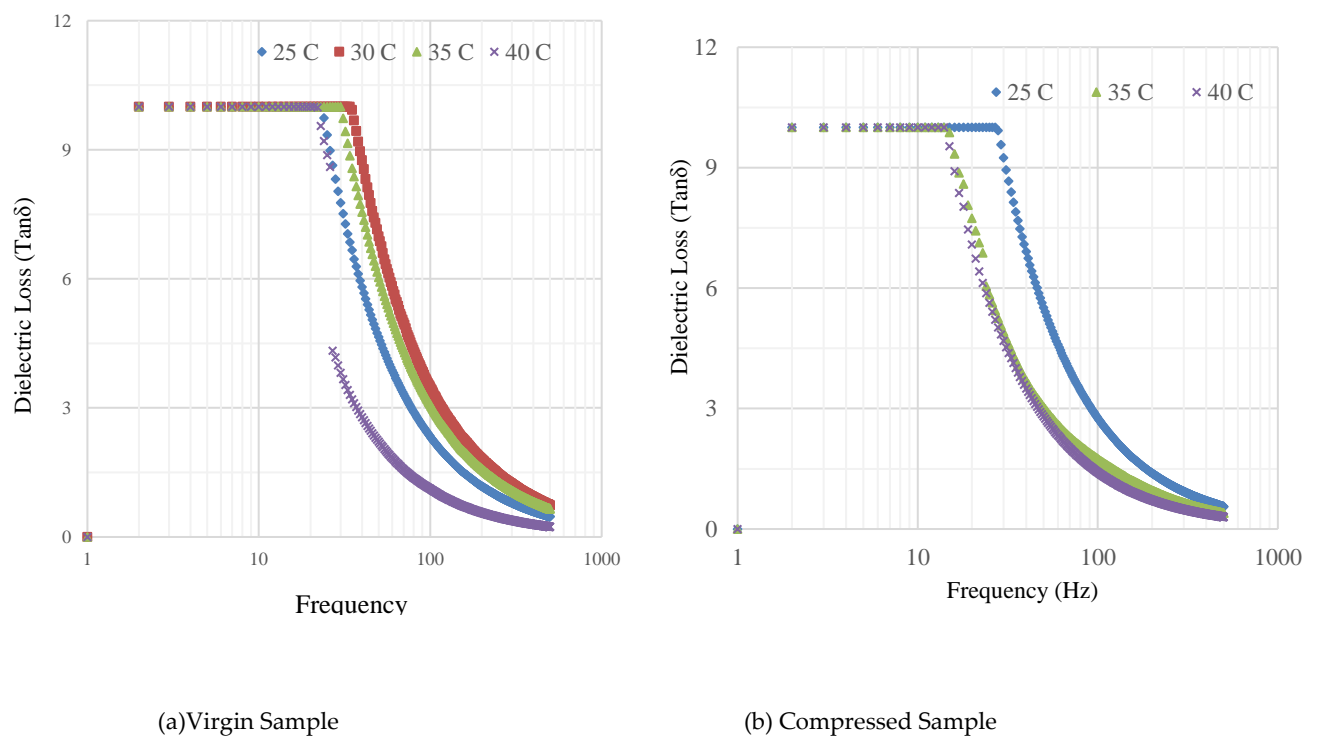 12
9
6
3
0
1
10
100
1000
25 C 30 C 35 C 40 C
Dielectric Loss (Tanδ)
Frequency
(a)Virgin Sample
12
9
6
3
0
1
10
100
1000
25 C 35 C 40 C
Dielectric Loss (Tanδ)
Frequency (Hz)
(b) Compressed Sample